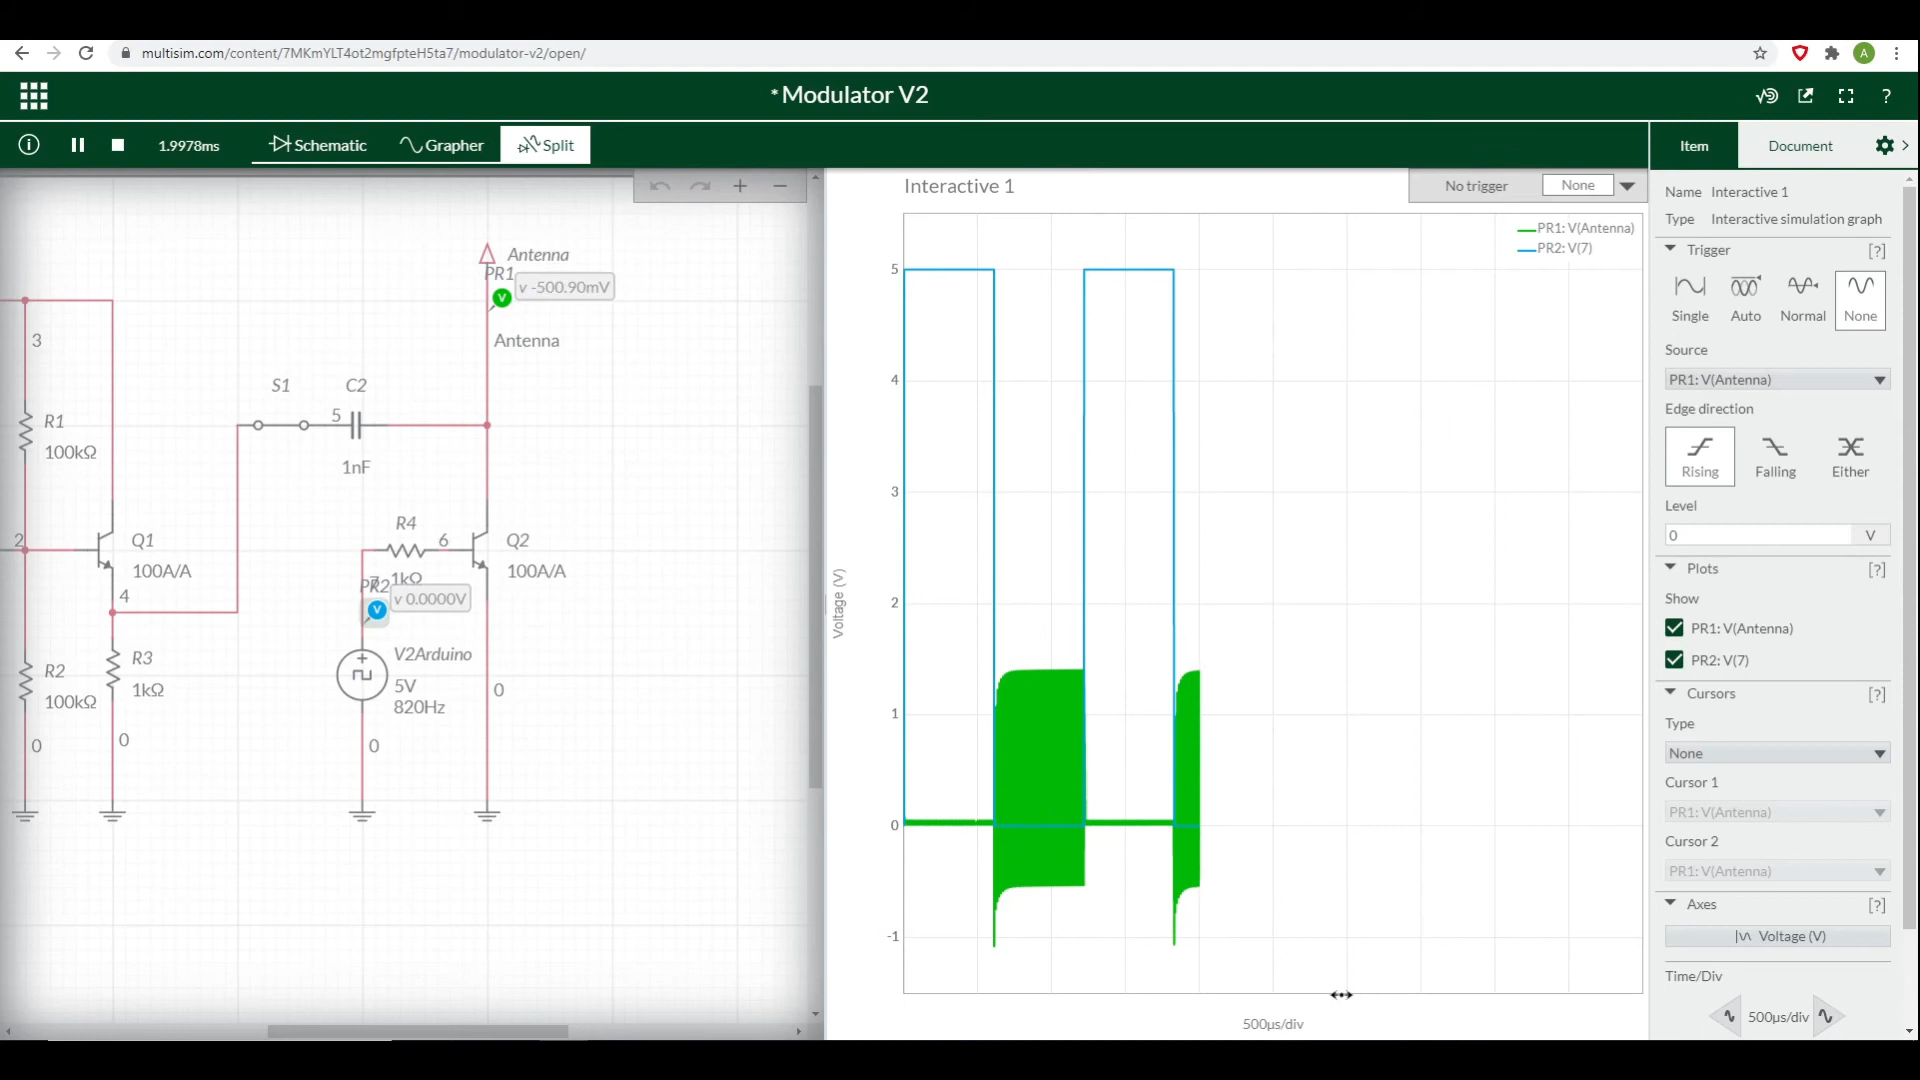 multisim.com/content/7MKmYLT4ot2mgfpteH5ta7/modulator-v2/open/
A
*Modulator V2
?
1.9978ms
Schematic
Grapher
Split
Item
Document
Antenna
PR1
v -500.90mV
V
Antenna
3
S1
C2
5
1nF
R1
100kΩ
R4
6
1kΩ
2
Q1
100A/A
Q2
100A/A
4
7
PR2
v 0.0000V
V
R2
100kΩ
R3
1kΩ
V2Arduino
5V
820Hz
0
0
0
0
Interactive 1
No trigger
None
PR1: V(Antenna)
PR2: V(7)
5
4
3
2
1
0
-1
Voltage (V)
500µs/div
Name Interactive 1
Type Interactive simulation graph
Trigger [?]
Single
Auto
Normal
None
Source
PR1: V(Antenna)
Edge direction
Rising
Falling
Either
Level
0 V
Plots [?]
Show
PR1: V(Antenna)
PR2: V(7)
Cursors [?]
Type
None
Cursor 1
PR1: V(Antenna)
Cursor 2
PR1: V(Antenna)
Axes [?]
Voltage (V)
Time/Div
500µs/div